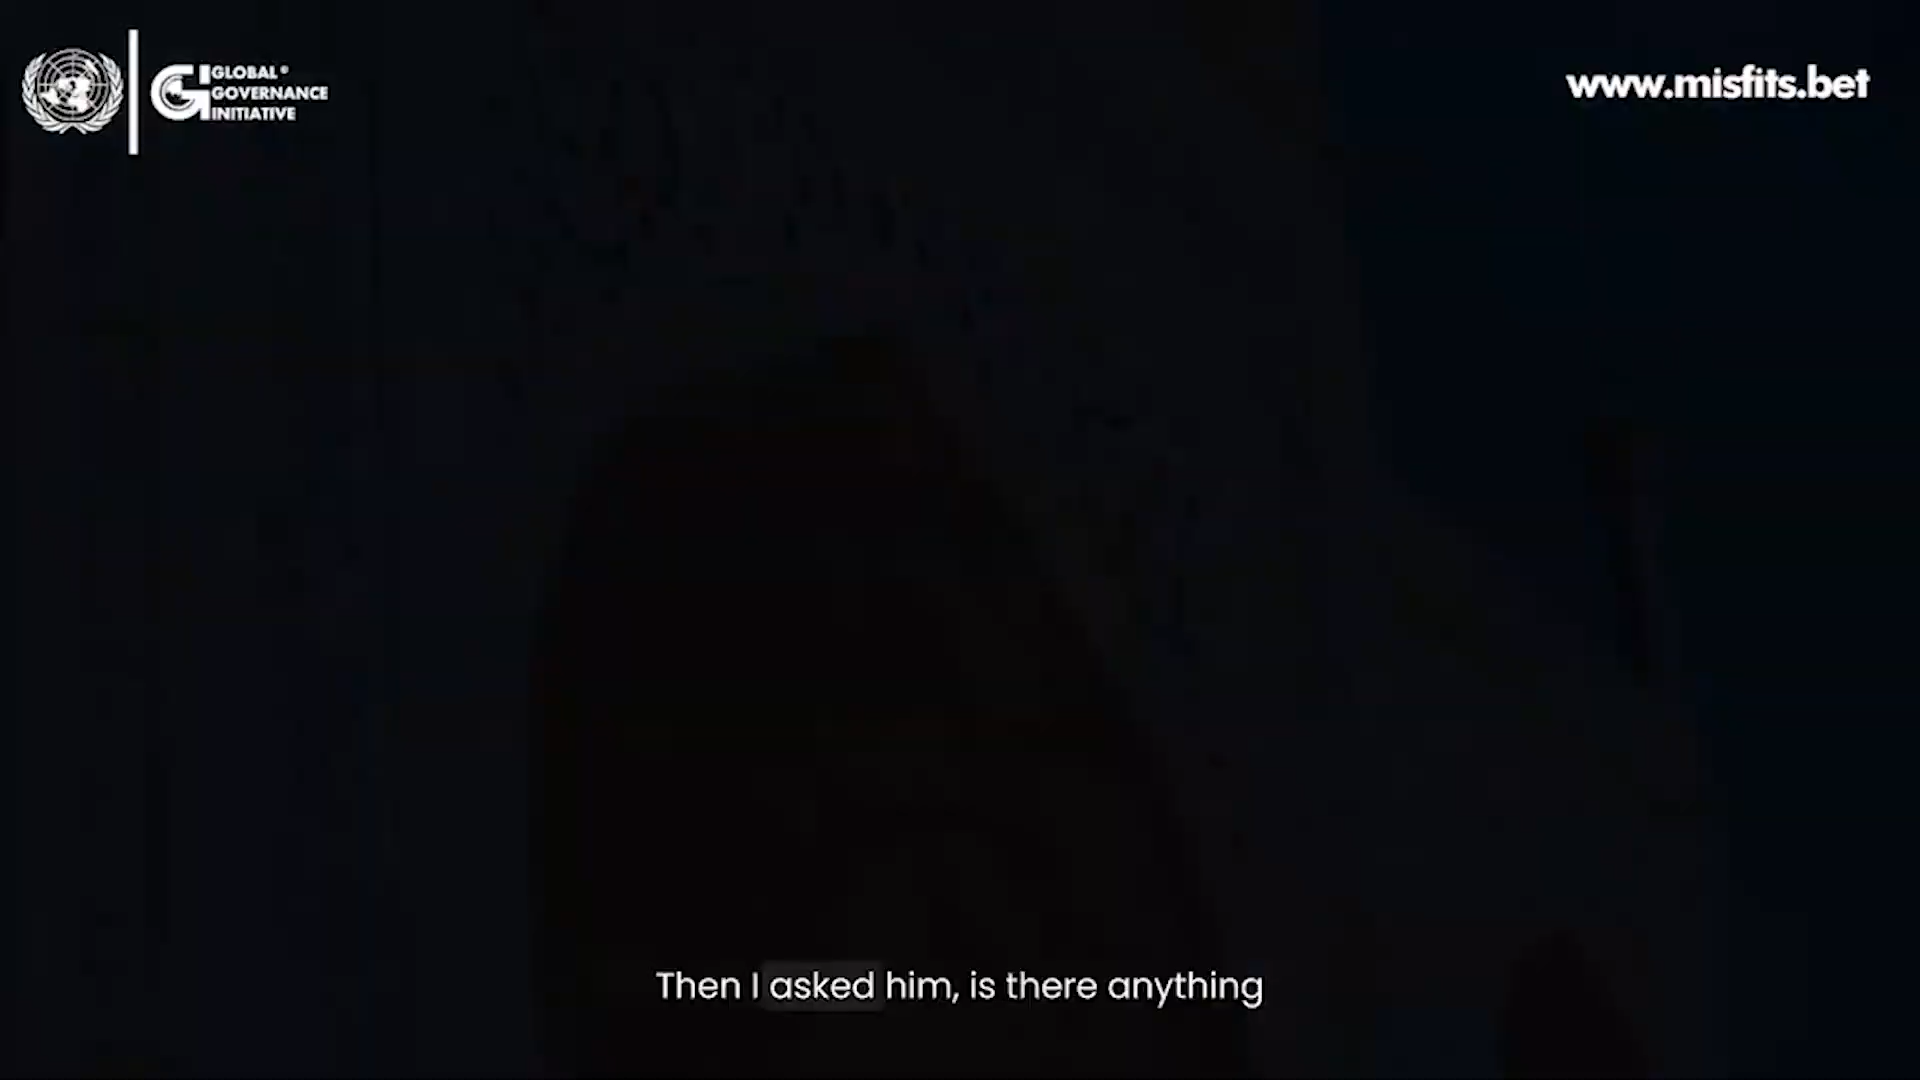 GLOBAL®
GOVERNANCE
INITIATIVE
www.misfits.bet
Then I asked him, is there anything